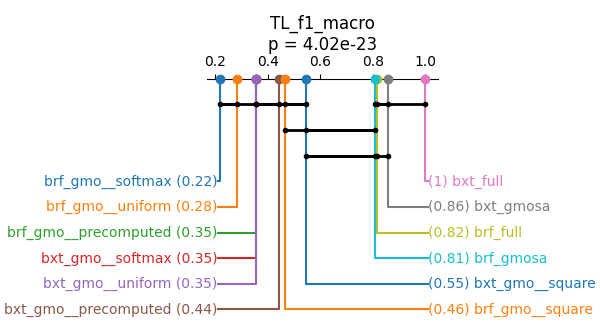 TL_f1_macro
p = 4.02e-23
0.2 0.4 0.6 0.8 1.0
brf_gmo__softmax (0.22)
(1) bxt_full
brf_gmo__uniform (0.28)
(0.86) bxt_gmosa
brf_gmo__precomputed (0.35)
(0.82) brf_full
bxt_gmo__softmax (0.35)
(0.81) brf_gmosa
bxt_gmo__uniform (0.35)
(0.55) bxt_gmo__square
bxt_gmo__precomputed (0.44)
(0.46) brf_gmo__square